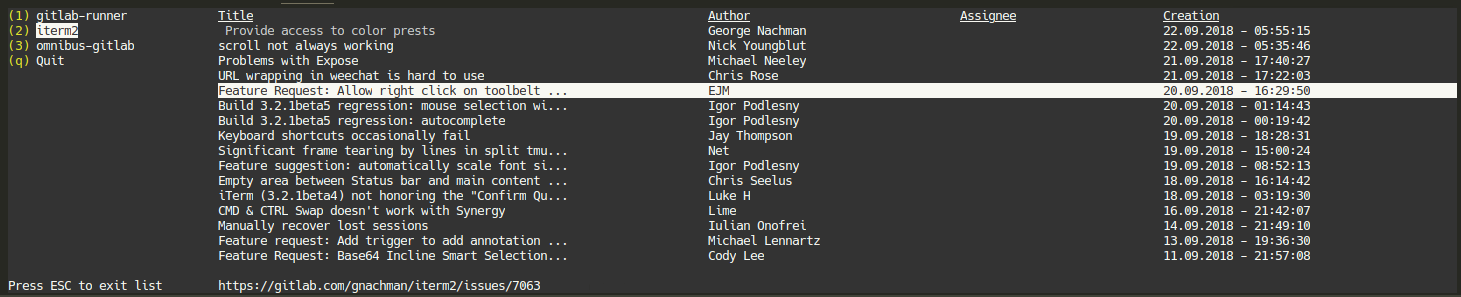 (1) gitlab-runner Title Author Assignee Creation
(2) iterm2 Provide access to color prests George Nachman 22.09.2018 – 05:55:15
(3) omnibus-gitlab scroll not always working Nick Youngblut 22.09.2018 – 05:35:46
(q) Quit Problems with Expose Michael Neeley 21.09.2018 – 17:40:27
URL wrapping in weechat is hard to use Chris Rose 21.09.2018 – 17:22:03
Feature Request: Allow right click on toolbelt ... EJM 20.09.2018 – 16:29:50
Build 3.2.1beta5 regression: mouse selection wi... Igor Podlesny 20.09.2018 – 01:14:43
Build 3.2.1beta5 regression: autocomplete Igor Podlesny 20.09.2018 – 00:19:42
Keyboard shortcuts occasionally fail Jay Thompson 19.09.2018 – 18:28:31
Significant frame tearing by lines in split tmu... Net 19.09.2018 – 15:00:24
Feature suggestion: automatically scale font si... Igor Podlesny 19.09.2018 – 08:52:13
Empty area between Status bar and main content ... Chris Seelus 18.09.2018 – 16:14:42
iTerm (3.2.1beta4) not honoring the "Confirm Qu... Luke H 18.09.2018 – 03:19:30
CMD & CTRL Swap doesn't work with Synergy Lime 16.09.2018 – 21:42:07
Manually recover lost sessions Iulian Onofrei 14.09.2018 – 21:49:10
Feature request: Add trigger to add annotation ... Michael Lennartz 13.09.2018 – 19:36:30
Feature Request: Base64 Incline Smart Selection... Cody Lee 11.09.2018 – 21:57:08
Press ESC to exit list https://gitlab.com/gnachman/iterm2/issues/7063